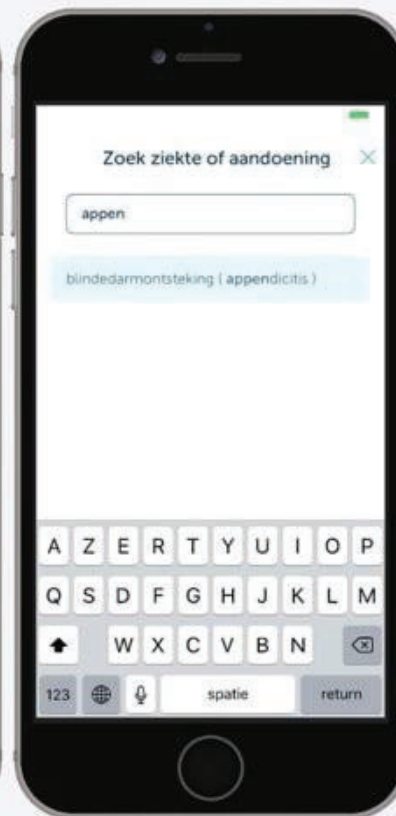 Zoek ziekte of aandoening
appen
blindedarmontsteking ( appendicitis )
A Z E R T Y U I O P
Q S D F G H J K L M
W X C V B N
123 spatie return